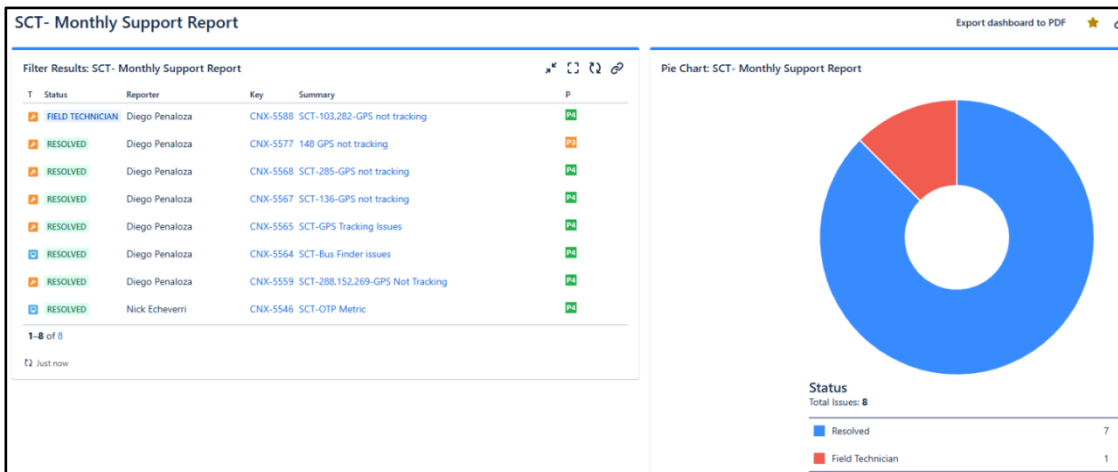 SCT- Monthly Support Report
Export dashboard to PDF
Filter Results: SCT- Monthly Support Report
T Status Reporter Key Summary P
FIELD TECHNICIAN Diego Penaloza CNX-5588 SCT-103,282-GPS not tracking P4
RESOLVED Diego Penaloza CNX-5577 148 GPS not tracking P3
RESOLVED Diego Penaloza CNX-5568 SCT-285-GPS not tracking P4
RESOLVED Diego Penaloza CNX-5567 SCT-136-GPS not tracking P4
RESOLVED Diego Penaloza CNX-5565 SCT-GPS Tracking Issues P4
RESOLVED Diego Penaloza CNX-5564 SCT-Bus Finder issues P4
RESOLVED Diego Penaloza CNX-5559 SCT-288,152,269-GPS Not Tracking P4
RESOLVED Nick Echeverri CNX-5546 SCT-OTP Metric P4
1–8 of 8
Just now
Pie Chart: SCT- Monthly Support Report
Status
Total Issues: 8
Resolved 7
Field Technician 1